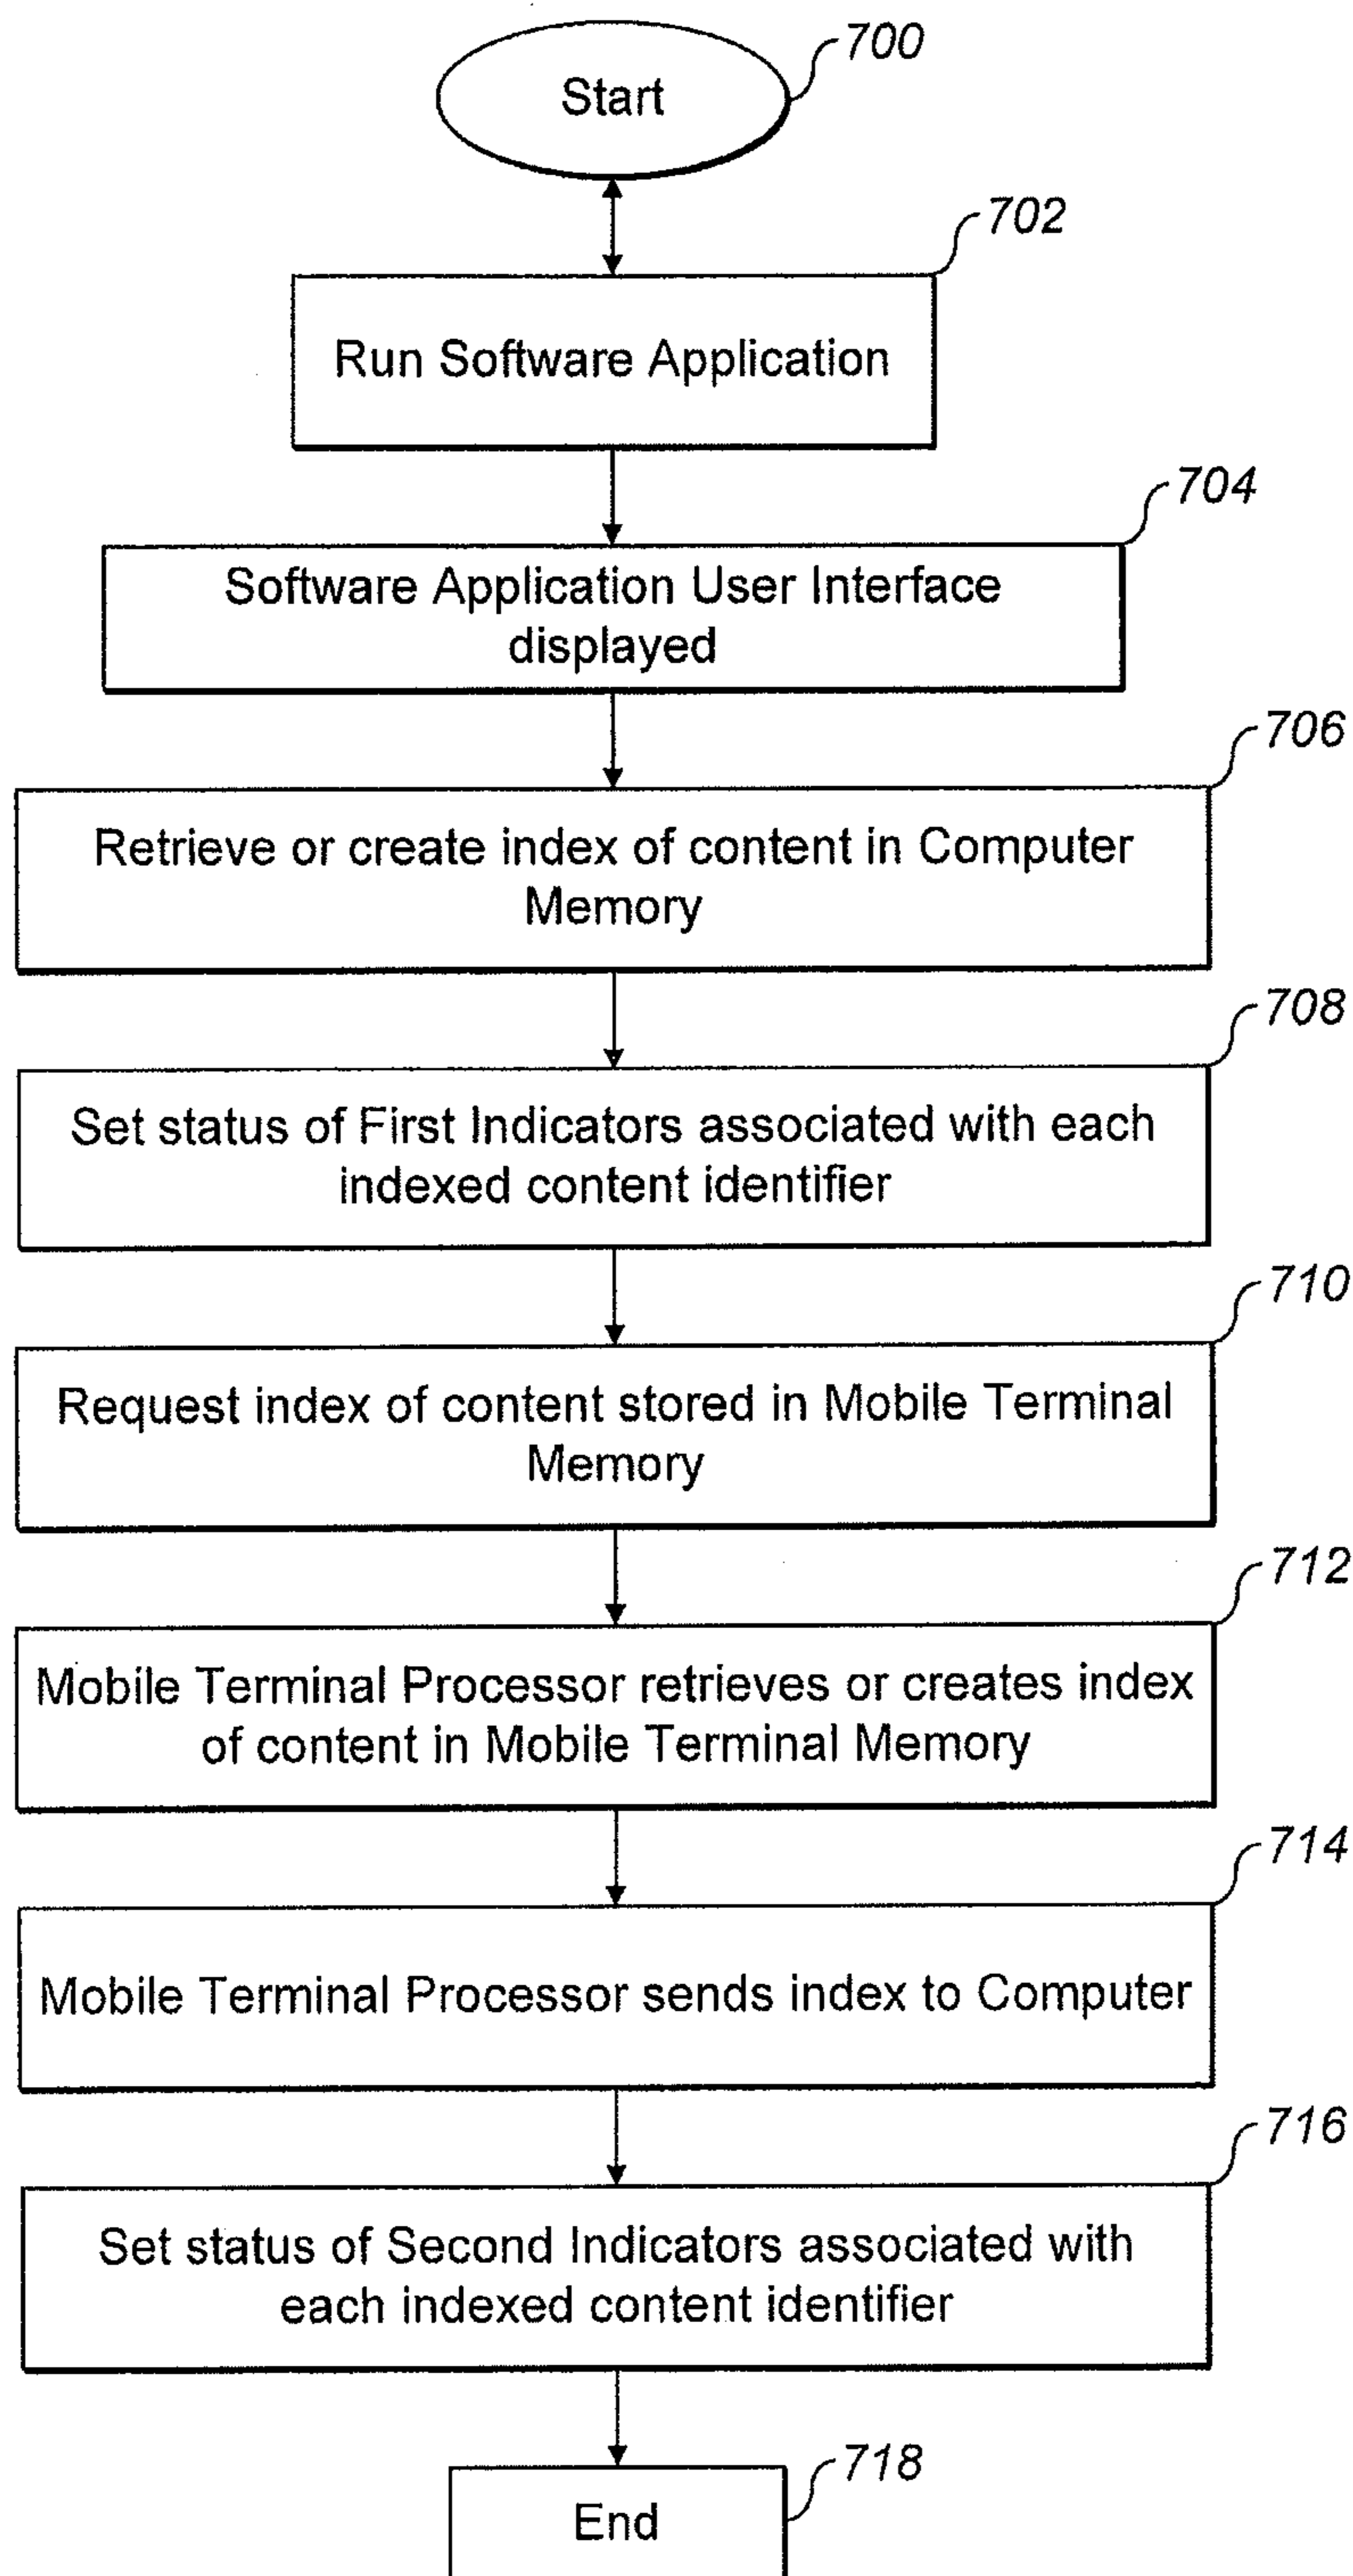 700
Start
702
Run Software Application
704
Software Application User Interface
displayed
706
Retrieve or create index of content in Computer
Memory
708
Set status of First Indicators associated with each
indexed content identifier
710
Request index of content stored in Mobile Terminal
Memory
712
Mobile Terminal Processor retrieves or creates index
of content in Mobile Terminal Memory
714
Mobile Terminal Processor sends index to Computer
716
Set status of Second Indicators associated with
each indexed content identifier
718
End